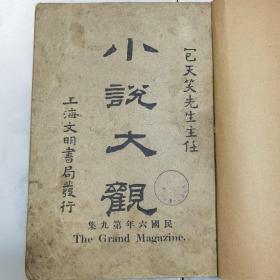 包天笑先生主任
小說大觀
上海文明書局發行
集九第年六國民
The Grand Magazine.